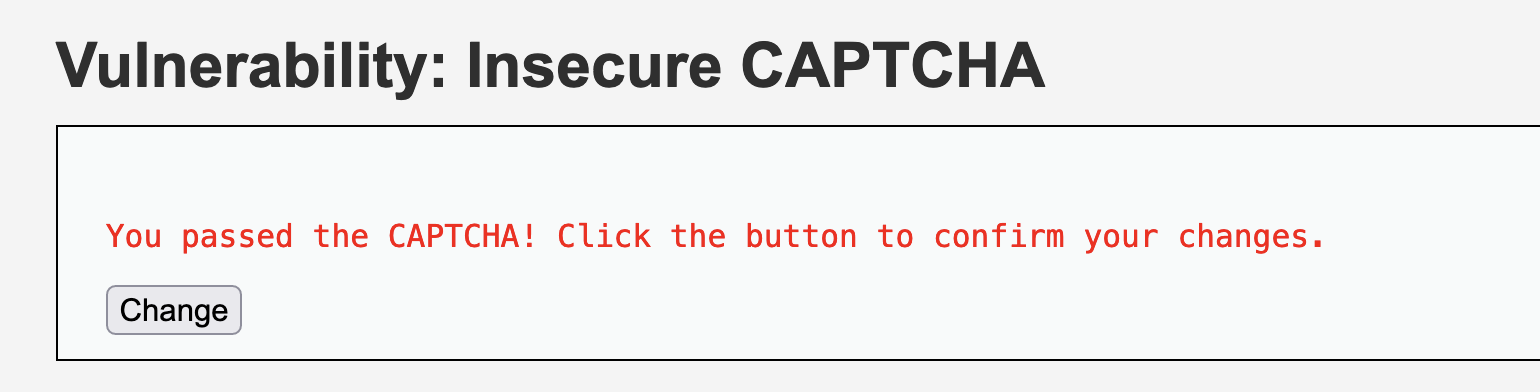 Vulnerability: Insecure CAPTCHA
You passed the CAPTCHA! Click the button to confirm your changes.
Change